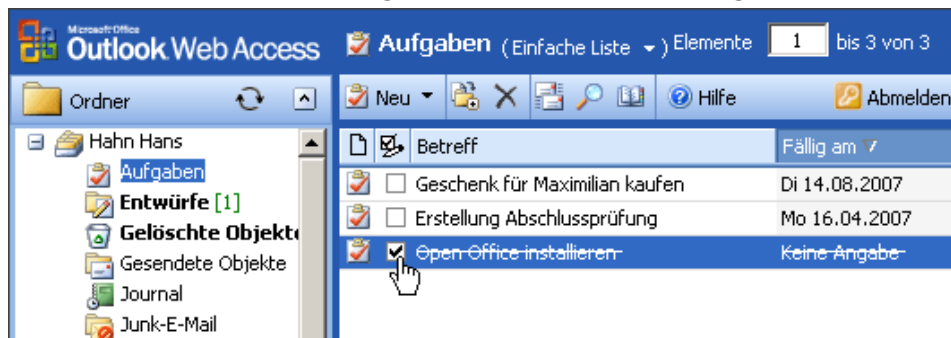 Microsoft Office
Outlook Web Access
Aufgaben (Einfache Liste ) Elemente 1 bis 3 von 3
Ordner
Neu Hilfe Abmelden
Hahn Hans
Aufgaben
Entwürfe [1]
Gelöschte Objekt
Gesendete Objekte
Journal
Junk-E-Mail
Betreff Fällig am
Geschenk für Maximilian kaufen Di 14.08.2007
Erstellung Abschlussprüfung Mo 16.04.2007
Open Office installieren Keine Angabe